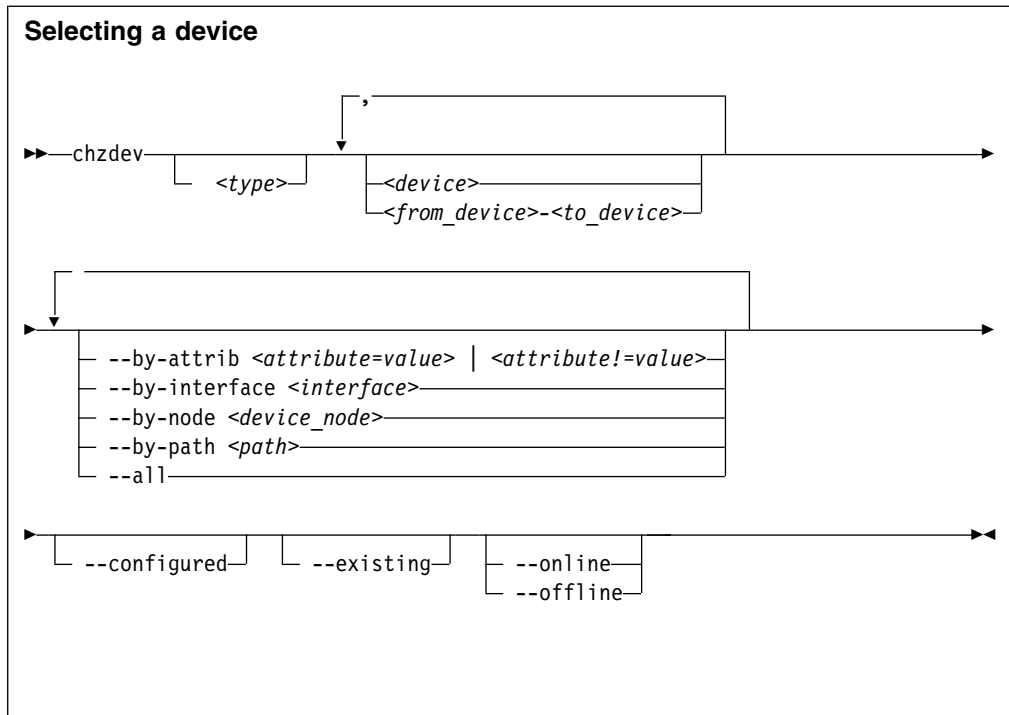 Selecting a device
,
chzdev
<type>
<device>
<from_device>-<to_device>
--by-attrib <attribute=value> | <attribute!=value>
--by-interface <interface>
--by-node <device_node>
--by-path <path>
--all
--configured --existing --online
--offline